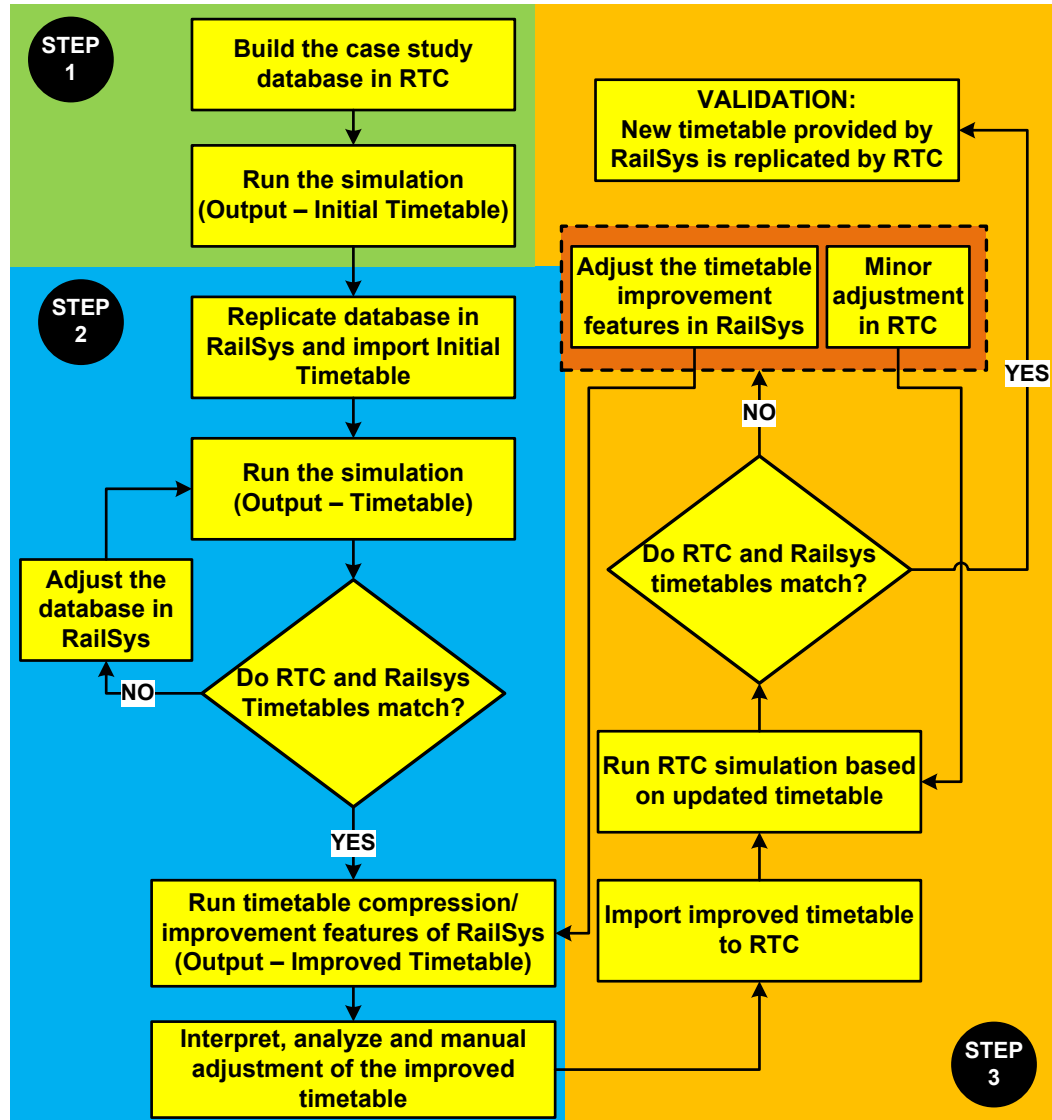 STEP
1
Build the case study
database in RTC
Run the simulation
(Output – Initial Timetable)
STEP
2
Replicate database in
RailSys and import Initial
Timetable
Run the simulation
(Output – Timetable)
Adjust the
database in
RailSys
NO
Do RTC and Railsys
Timetables match?
YES
Run timetable compression/
improvement features of RailSys
(Output – Improved Timetable)
Interpret, analyze and manual
adjustment of the improved
timetable
VALIDATION:
New timetable provided by
RailSys is replicated by RTC
Adjust the timetable
improvement
features in RailSys
Minor
adjustment
in RTC
YES
NO
Do RTC and Railsys
timetables match?
Run RTC simulation based
on updated timetable
Import improved timetable
to RTC
STEP
3